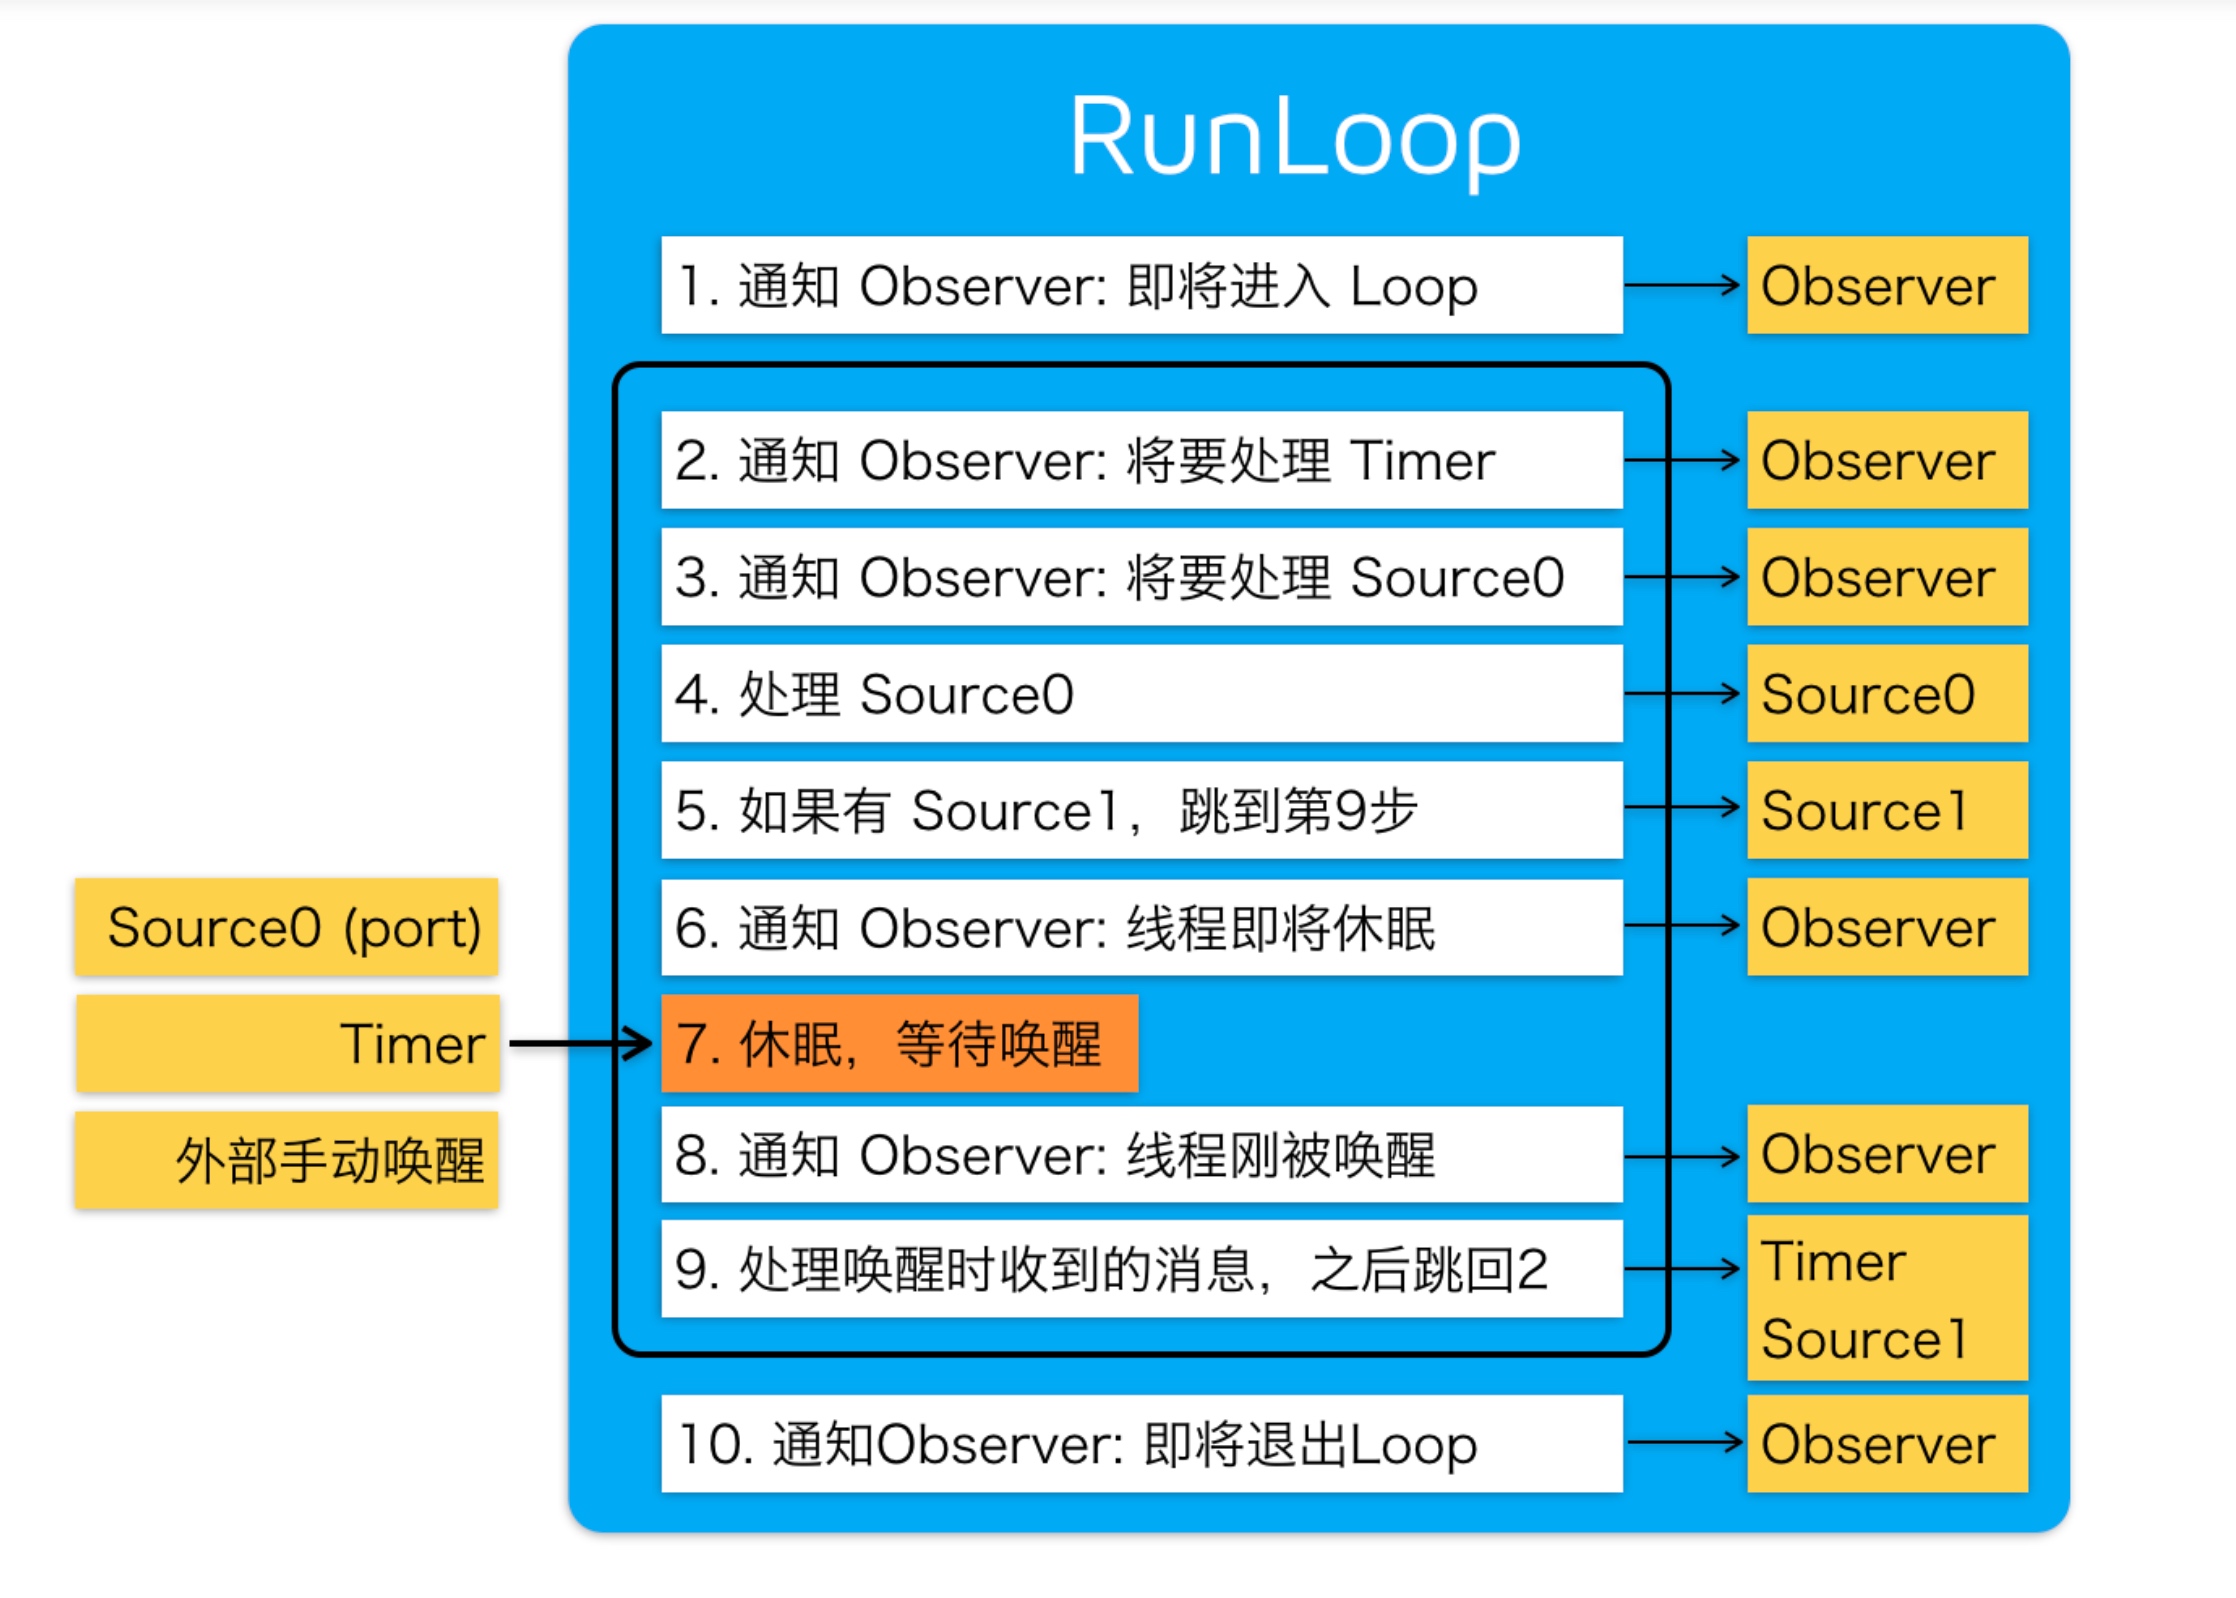 RunLoop
1. 通知 Observer: 即将进入 Loop
Observer
2. 通知 Observer: 将要处理 Timer
Observer
3. 通知 Observer: 将要处理 Source0
Observer
4. 处理 Source0
Source0
5. 如果有 Source1，跳到第9步
Source1
Source0 (port)
6. 通知 Observer: 线程即将休眠
Observer
Timer
7. 休眠，等待唤醒
外部手动唤醒
8. 通知 Observer: 线程刚被唤醒
Observer
9. 处理唤醒时收到的消息，之后跳回2
Timer
Source1
10. 通知Observer: 即将退出Loop
Observer